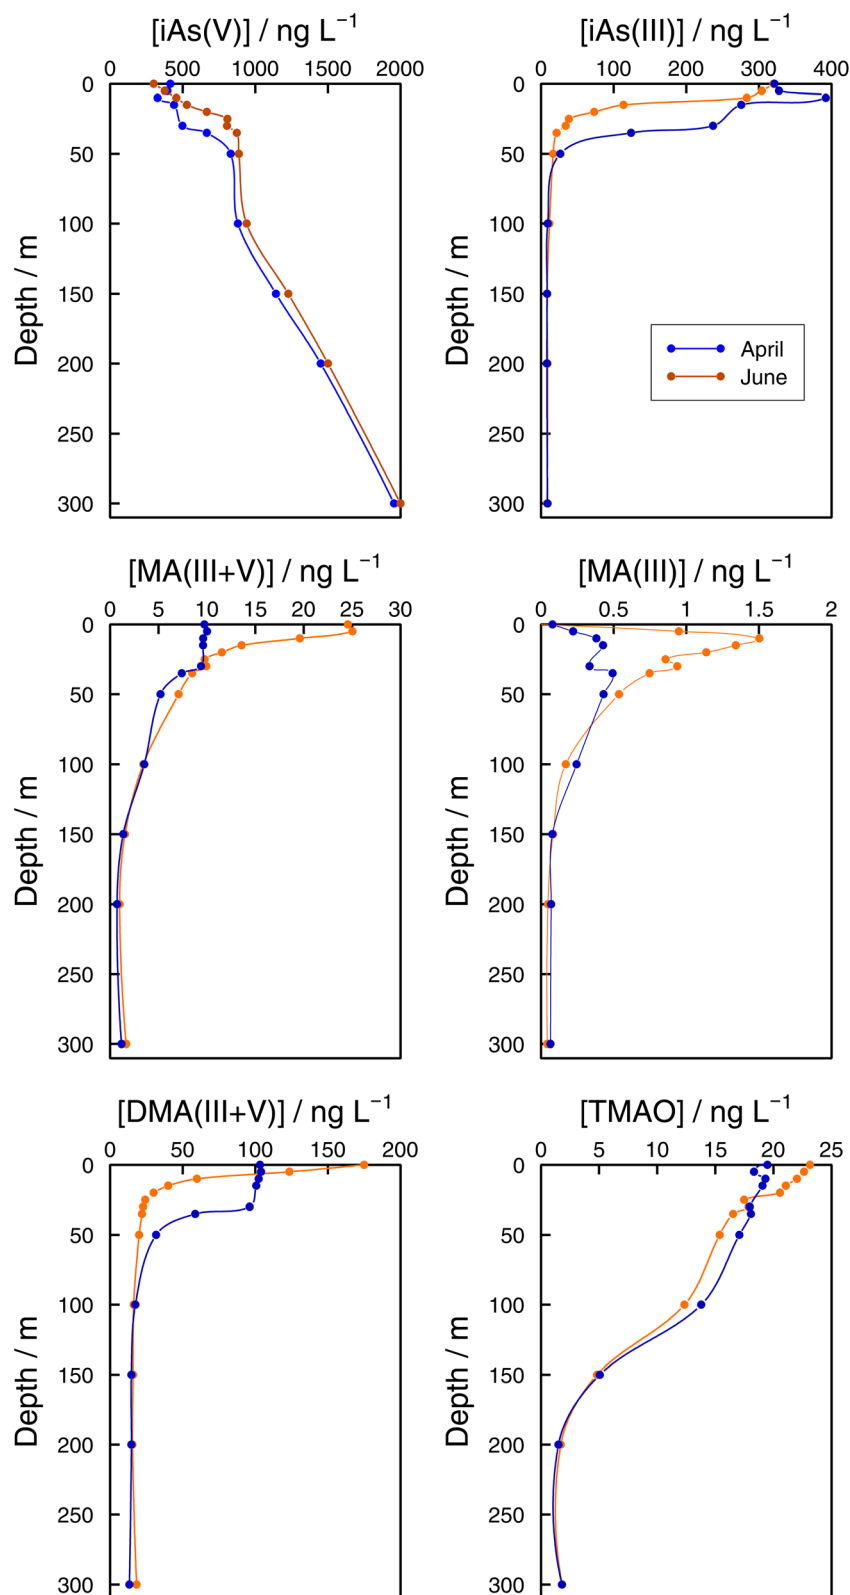 [iAs(V)] / ng L⁻¹
0 500 1000 1500 2000
0
50
100
150
200
250
300
Depth / m
[iAs(III)] / ng L⁻¹
0 100 200 300 400
0
50
100
150
200
250
300
Depth / m
April
June
[MA(III+V)] / ng L⁻¹
0 5 10 15 20 25 30
0
50
100
150
200
250
300
Depth / m
[MA(III)] / ng L⁻¹
0 0.5 1 1.5 2
0
50
100
150
200
250
300
Depth / m
[DMA(III+V)] / ng L⁻¹
0 50 100 150 200
0
50
100
150
200
250
300
Depth / m
[TMAO] / ng L⁻¹
0 5 10 15 20 25
0
50
100
150
200
250
300
Depth / m